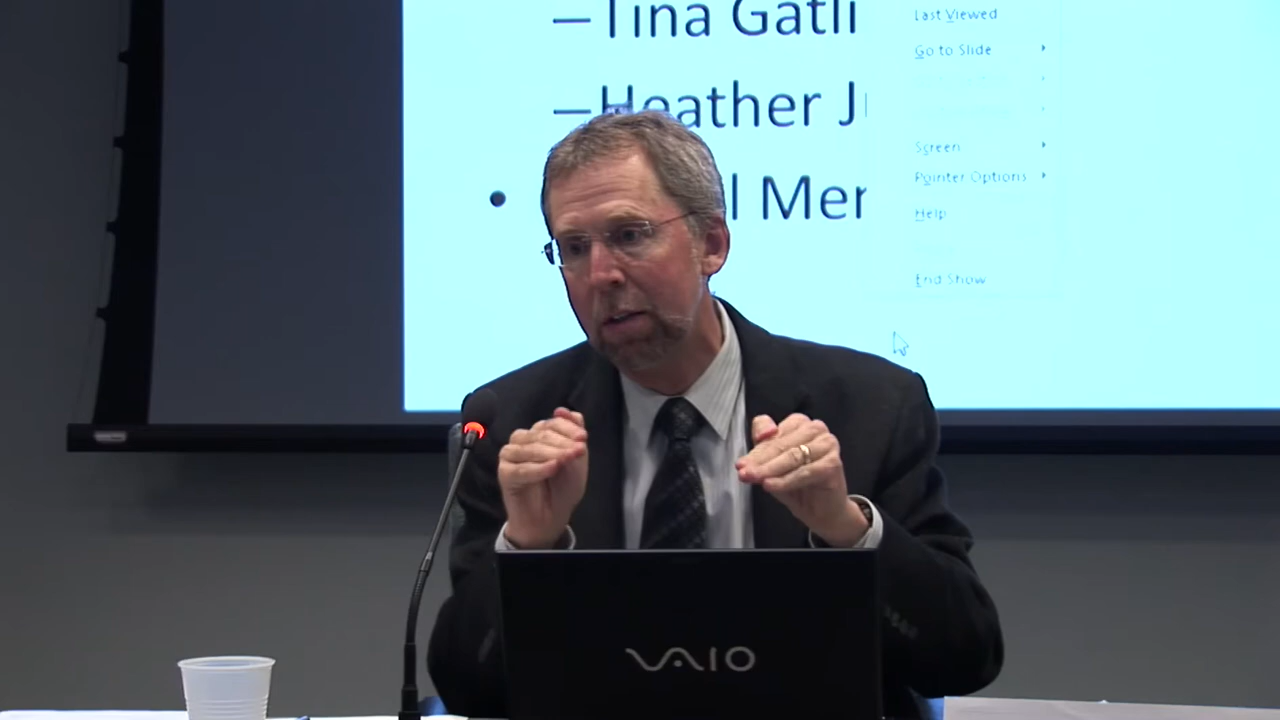 –Tina Gatli
Last Viewed
Go to Slide
–Heather J
Screen
Pointer Options
• l Mer
Help
End Show
VAIO